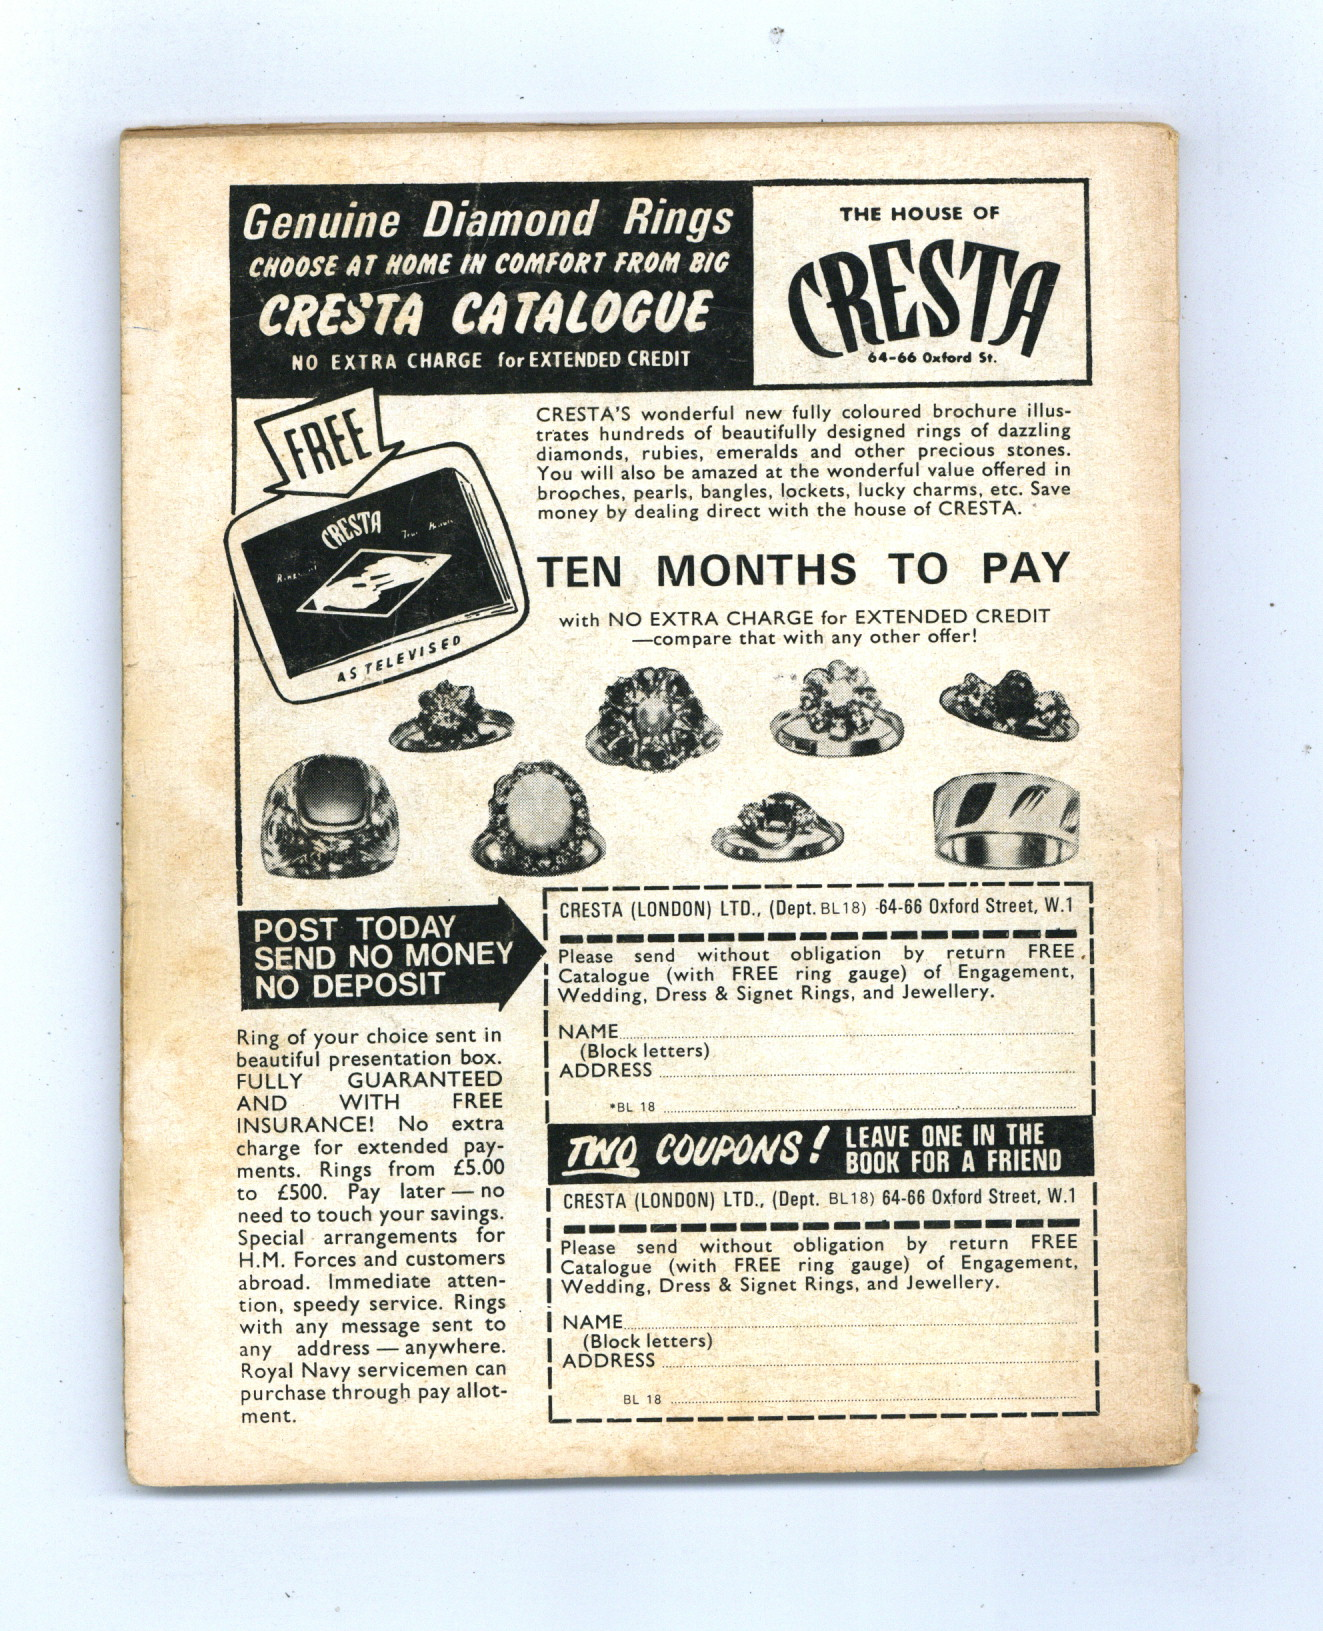 Genuine Diamond Rings
CHOOSE AT HOME IN COMFORT FROM BIG
CRESTA CATALOGUE
NO EXTRA CHARGE for EXTENDED CREDIT
THE HOUSE OF
CRESTA
64-66 Oxford St.
FREE
CRESTA
AS TELEVISED
CRESTA'S wonderful new fully coloured brochure illus-
trates hundreds of beautifully designed rings of dazzling
diamonds, rubies, emeralds and other precious stones.
You will also be amazed at the wonderful value offered in
brooches, pearls, bangles, lockets, lucky charms, etc. Save
money by dealing direct with the house of CRESTA.
TEN MONTHS TO PAY
with NO EXTRA CHARGE for EXTENDED CREDIT
—compare that with any other offer!
POST TODAY
SEND NO MONEY
NO DEPOSIT
Ring of your choice sent in
beautiful presentation box.
FULLY GUARANTEED
AND WITH FREE
INSURANCE! No extra
charge for extended pay-
ments. Rings from £5.00
to £500. Pay later — no
need to touch your savings.
Special arrangements for
H.M. Forces and customers
abroad. Immediate atten-
tion, speedy service. Rings
with any message sent to
any address — anywhere.
Royal Navy servicemen can
purchase through pay allot-
ment.
CRESTA (LONDON) LTD., (Dept. BL18) 64-66 Oxford Street, W.1
Please send without obligation by return FREE
Catalogue (with FREE ring gauge) of Engagement,
Wedding, Dress & Signet Rings, and Jewellery.
NAME
(Block letters)
ADDRESS
*BL 18
TWO COUPONS! LEAVE ONE IN THE
BOOK FOR A FRIEND
CRESTA (LONDON) LTD., (Dept. BL18) 64-66 Oxford Street, W.1
Please send without obligation by return FREE
Catalogue (with FREE ring gauge) of Engagement,
Wedding, Dress & Signet Rings, and Jewellery.
NAME
(Block letters)
ADDRESS
BL 18